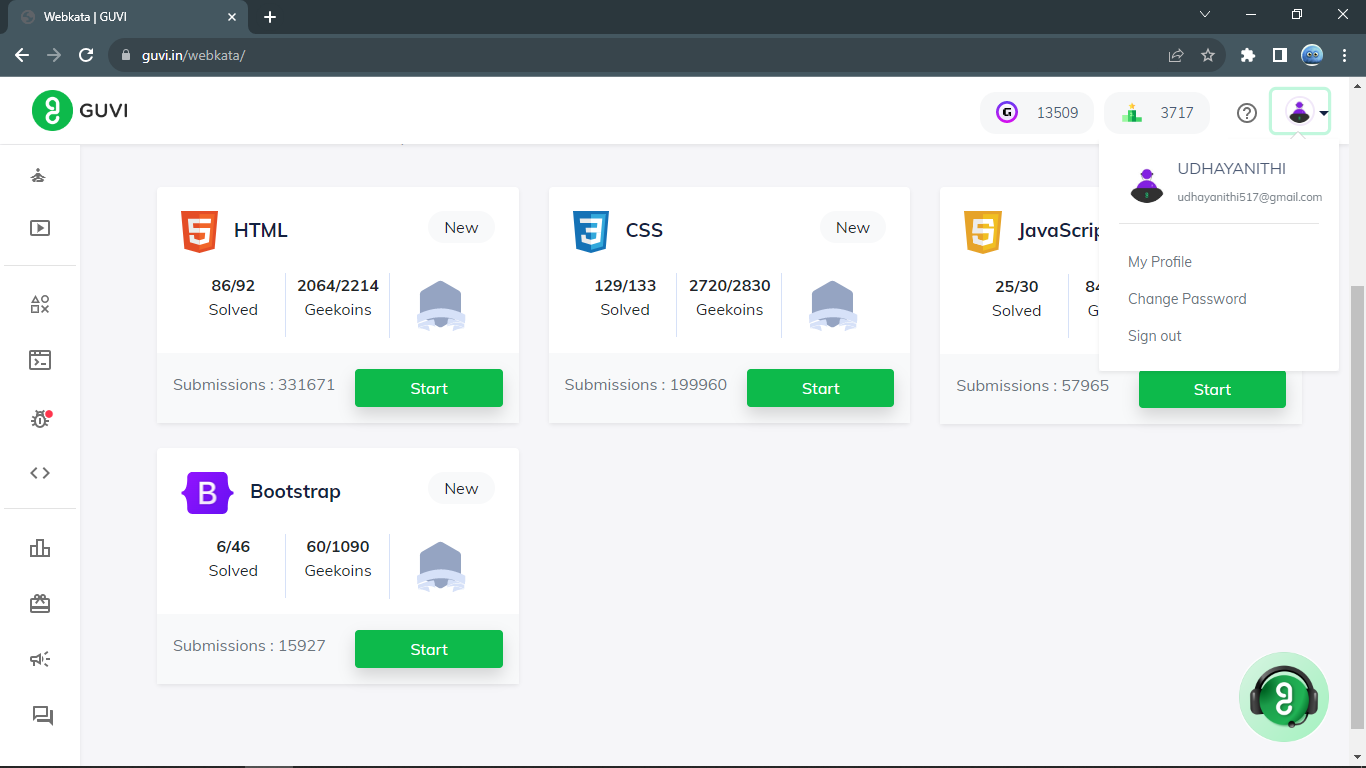 Webkata | GUVI
guvi.in/webkata/
GUVI
13509
3717
UDHAYANITHI
udhayanithi517@gmail.com
My Profile
Change Password
Sign out
HTML
New
86/92
2064/2214
Solved
Geekoins
Submissions : 331671
Start
CSS
New
129/133
2720/2830
Solved
Geekoins
Submissions : 199960
Start
JavaScrip
25/30
84
Solved
G
Submissions : 57965
Start
Bootstrap
New
6/46
60/1090
Solved
Geekoins
Submissions : 15927
Start